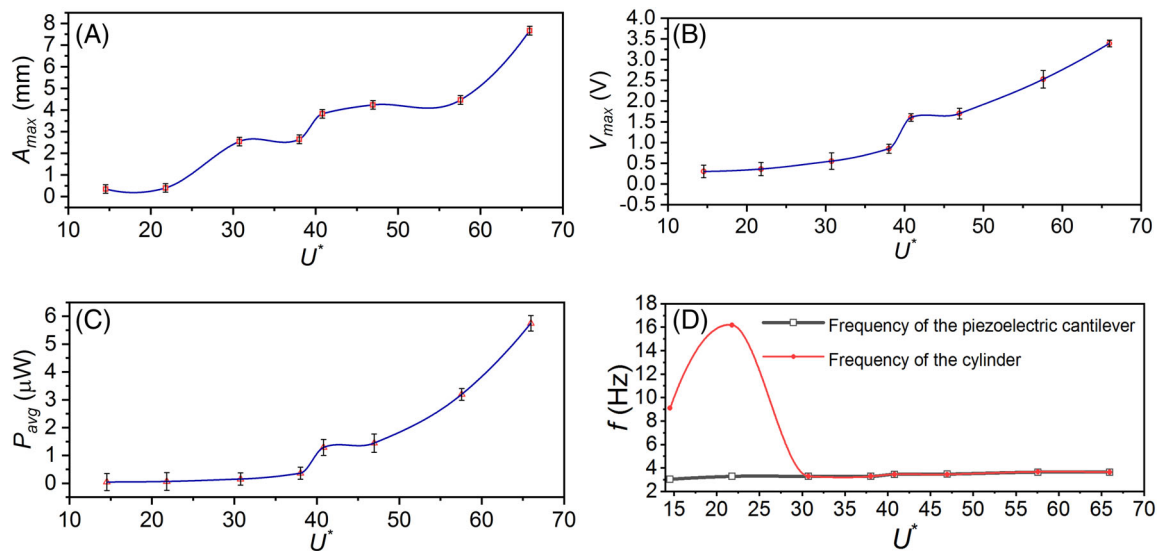 (A)
8
7
6
5
4
3
2
1
0
A_max (mm)
10 20 30 40 50 60 70
U*
(B)
4.0
3.5
3.0
2.5
2.0
1.5
1.0
0.5
0.0
-0.5
V_max (V)
10 20 30 40 50 60 70
U*
(C)
6
5
4
3
2
1
0
P_avg (μW)
10 20 30 40 50 60 70
U*
(D)
18
16
14
12
10
8
6
4
2
f (Hz)
Frequency of the piezoelectric cantilever
Frequency of the cylinder
15 20 25 30 35 40 45 50 55 60 65 70
U*